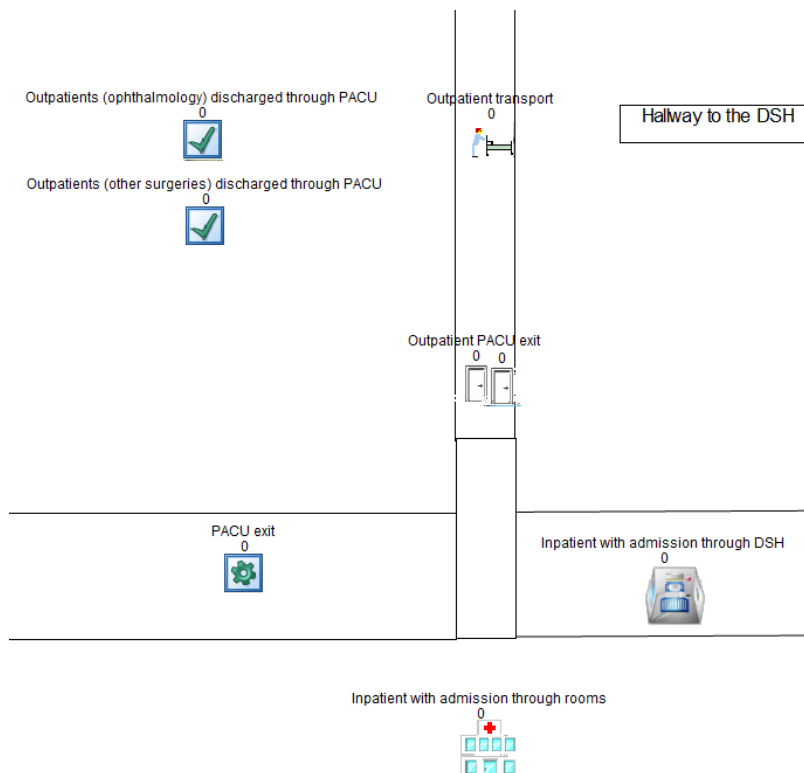 Outpatients (ophthalmology) discharged through PACU
0
Outpatient transport
0
Hallway to the DSH
Outpatients (other surgeries) discharged through PACU
0
Outpatient PACU exit
0 0
PACU exit
0
Inpatient with admission through DSH
0
Inpatient with admission through rooms
0